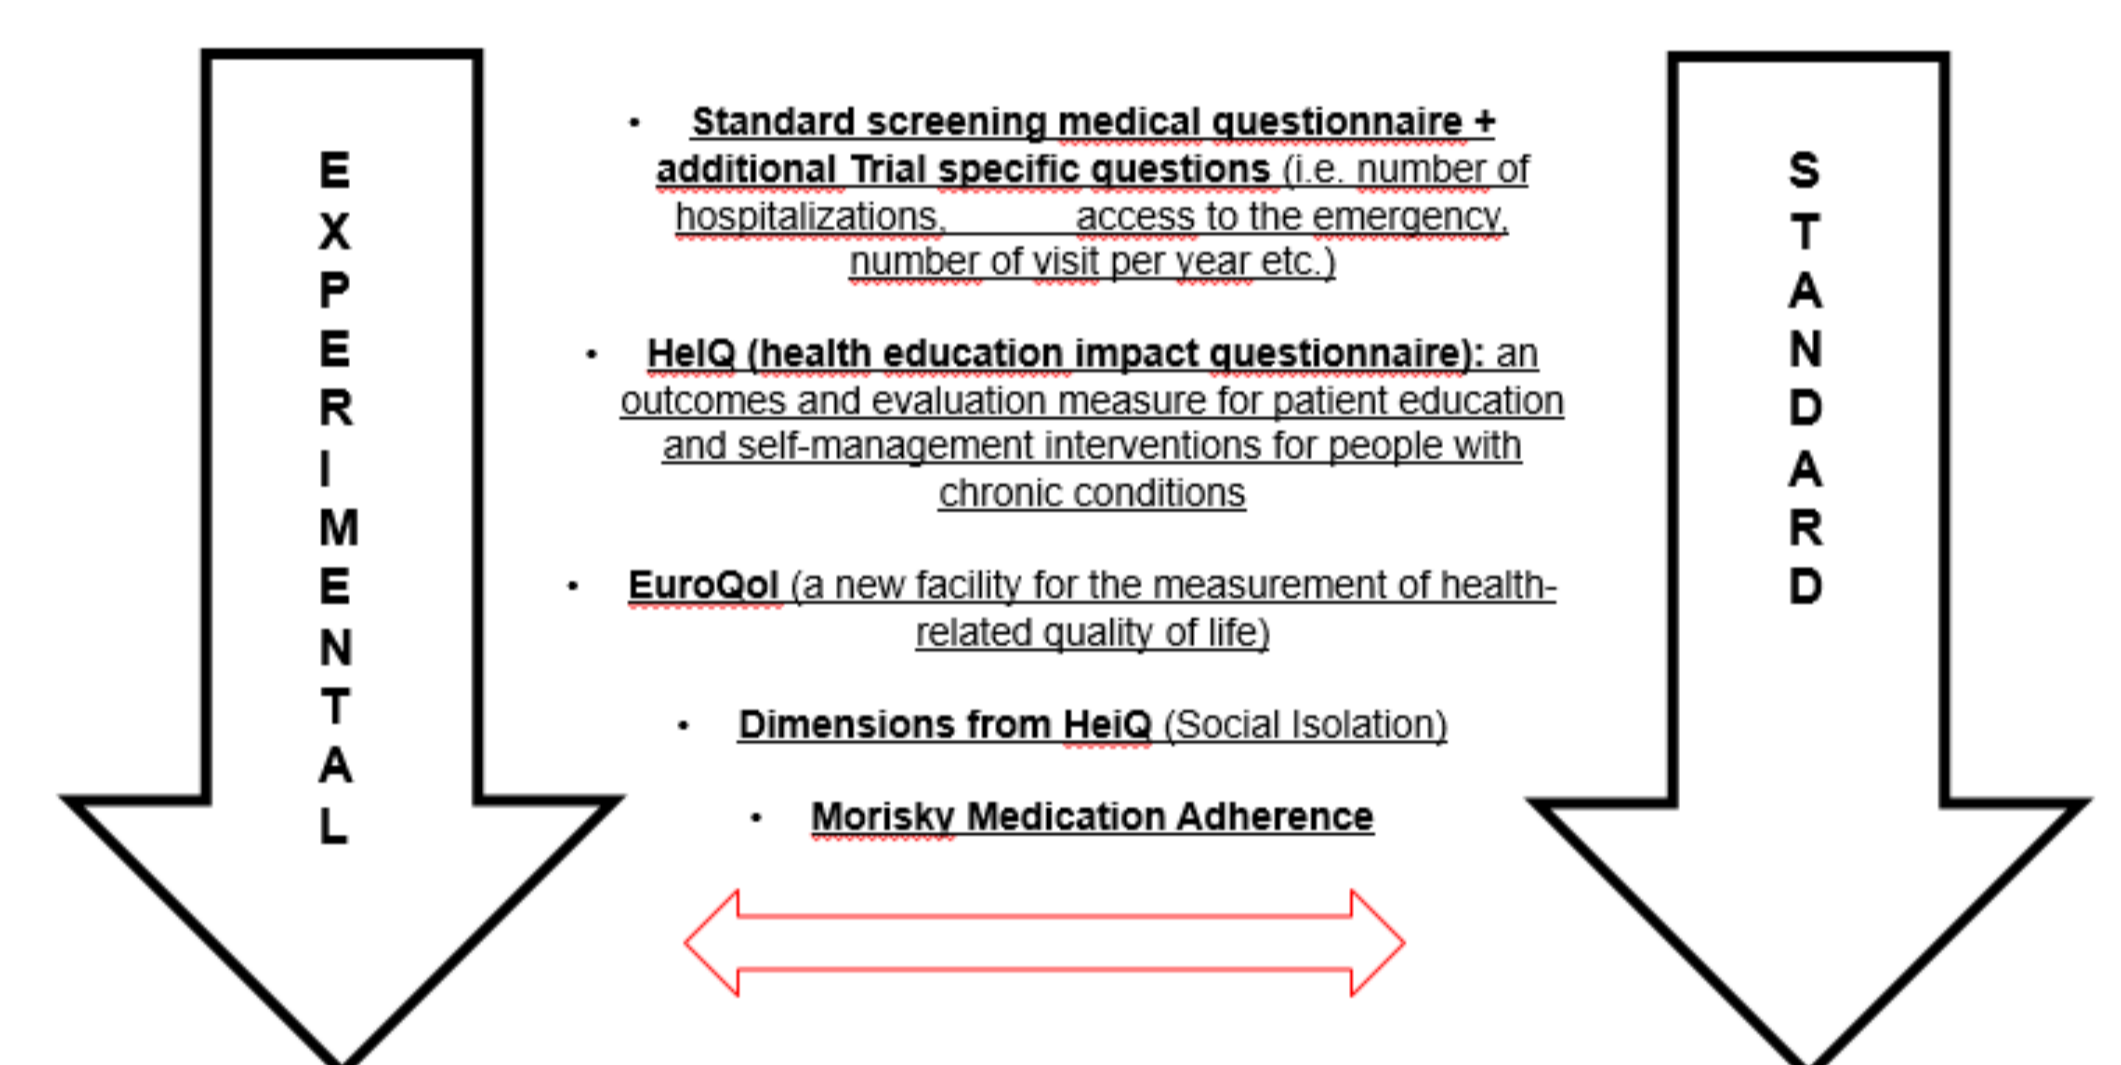 EXPERIMENTAL
• Standard screening medical questionnaire +
additional Trial specific questions (i.e. number of
hospitalizations, access to the emergency,
number of visit per year etc.)
• HeIQ (health education impact questionnaire): an
outcomes and evaluation measure for patient education
and self-management interventions for people with
chronic conditions
• EuroQol (a new facility for the measurement of health-
related quality of life)
• Dimensions from HeiQ (Social Isolation)
• Morisky Medication Adherence
STANDARD